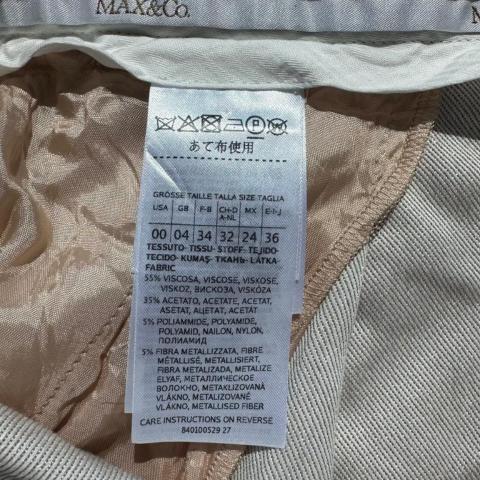 MAX&Co.
あて布使用
GRÖSSE TAILLE TALLA SIZE TAGLIA
USA GB F-B CH-D A-NL MX E-I-J
00 04 34 32 24 36
TESSUTO- TISSU- STOFF- TEJIDO-
TECIDO- KUMAŞ- ТКАНЬ- LÁTKA-
FABRIC
55% VISCOSA, VISCOSE, VISKOSE,
VISKOZ, ВИСКОЗА, VISKÓZA
35% ACETATO, ACETATE, ACETAT,
ASETAT, АЦЕТАТ, ACETÁT
5% POLIAMMIDE, POLYAMIDE,
POLYAMID, NAILON, NYLON,
ПОЛИАМИД
5% FIBRA METALLIZZATA, FIBRE
MÉTALLISÉ, METALLISIERT,
FIBRA METALIZADA, METALIZE
ELYAF, МЕТАЛЛИЧЕСКОЕ
ВОЛОКНО, METAKLIZOVANÁ
VLÁKNO, METALIZOVANÉ
VLÁKNO, METALLISED FIBER
CARE INSTRUCTIONS ON REVERSE
840100529 27